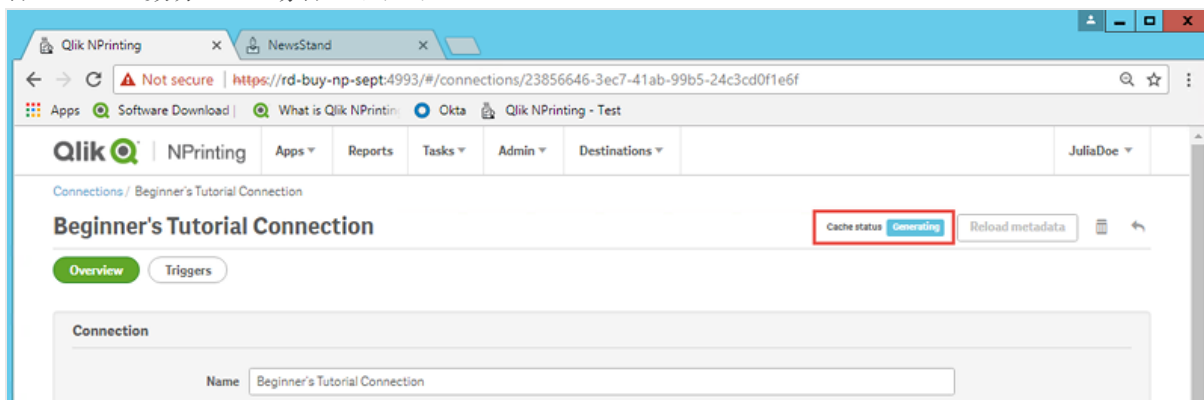 Qlik NPrinting
NewsStand
Not secure | https://rd-buy-np-sept:4993/#/connections/23856646-3ec7-41ab-99b5-24c3cd0f1e6f
Apps Software Download | What is Qlik NPrinting Okta Qlik NPrinting - Test
Qlik NPrinting Apps Reports Tasks Admin Destinations JuliaDoe
Connections / Beginner's Tutorial Connection
Beginner's Tutorial Connection Cache status Generating Reload metadata
Overview Triggers
Connection
Name Beginner's Tutorial Connection